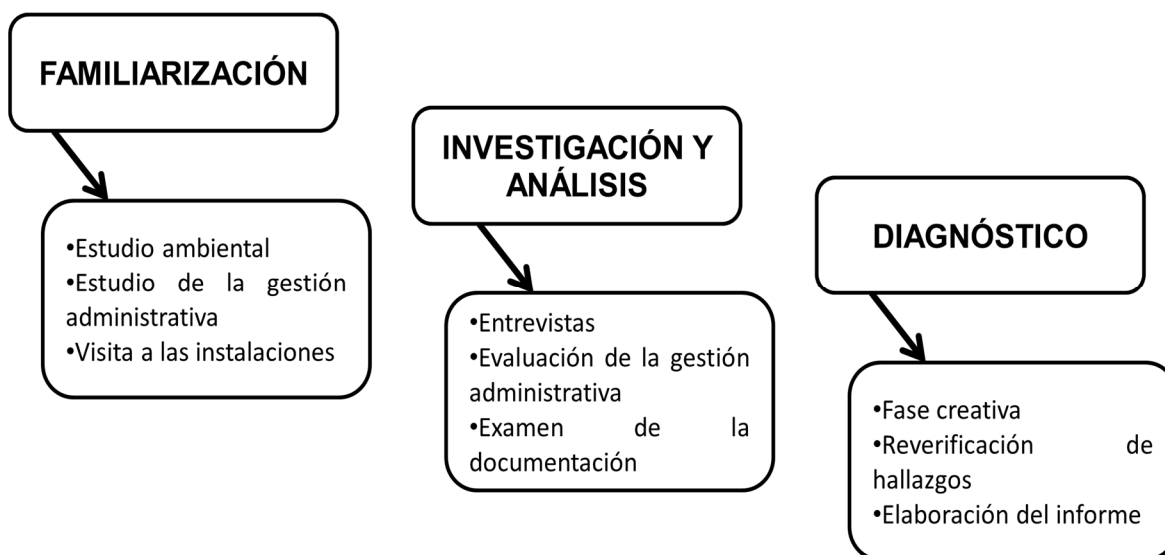 FAMILIARIZACIÓN
•Estudio ambiental
•Estudio de la gestión
administrativa
•Visita a las instalaciones
INVESTIGACIÓN Y
ANÁLISIS
•Entrevistas
•Evaluación de la gestión
administrativa
•Examen de la
documentación
DIAGNÓSTICO
•Fase creativa
•Reverificación de
hallazgos
•Elaboración del informe